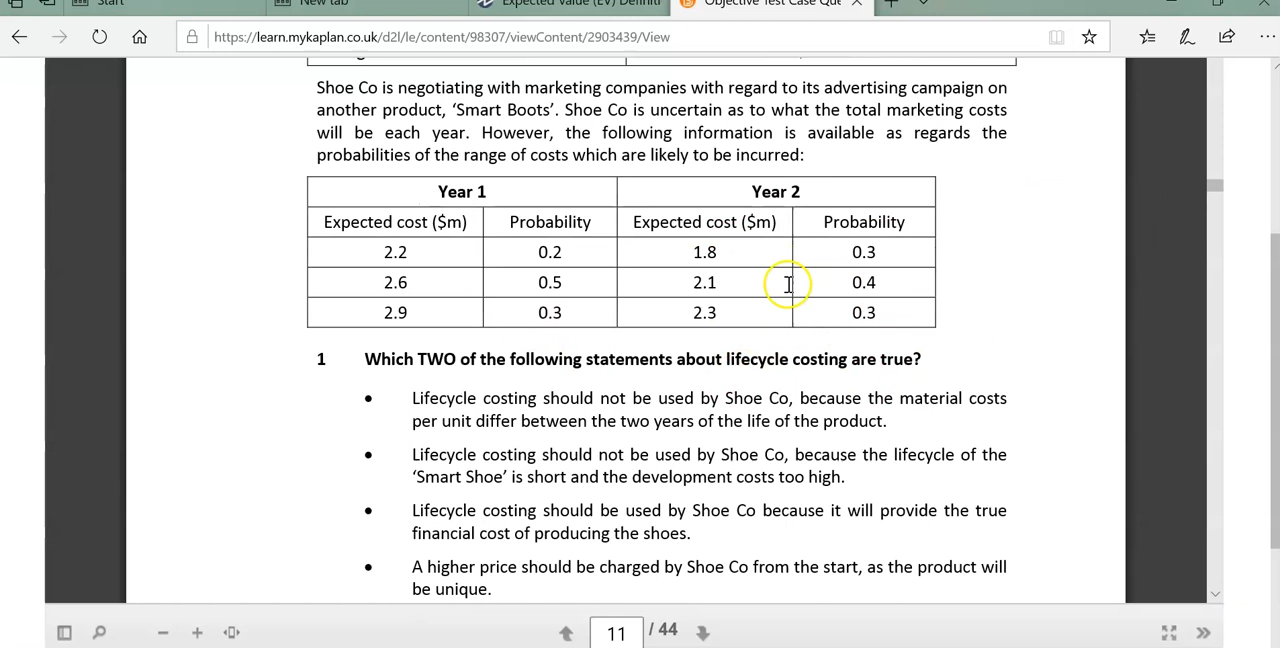 Start
New tab
Expected Value (EV) Definiti
Objective Test Case Que
https://learn.mykaplan.co.uk/d2l/le/content/98307/viewContent/2903439/View
Shoe Co is negotiating with marketing companies with regard to its advertising campaign on
another product, ‘Smart Boots’. Shoe Co is uncertain as to what the total marketing costs
will be each year. However, the following information is available as regards the
probabilities of the range of costs which are likely to be incurred:
Year 1 Year 2
Expected cost ($m) Probability Expected cost ($m) Probability
2.2 0.2 1.8 0.3
2.6 0.5 2.1 0.4
2.9 0.3 2.3 0.3
1 Which TWO of the following statements about lifecycle costing are true?
• Lifecycle costing should not be used by Shoe Co, because the material costs
per unit differ between the two years of the life of the product.
• Lifecycle costing should not be used by Shoe Co, because the lifecycle of the
‘Smart Shoe’ is short and the development costs too high.
• Lifecycle costing should be used by Shoe Co because it will provide the true
financial cost of producing the shoes.
• A higher price should be charged by Shoe Co from the start, as the product will
be unique.
11 / 44